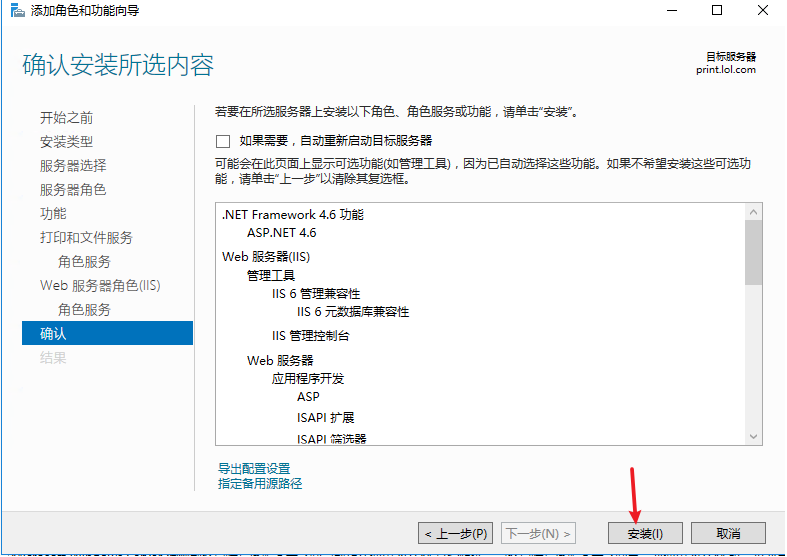 添加角色和功能向导
确认安装所选内容
目标服务器
print.lol.com
开始之前
安装类型
服务器选择
服务器角色
功能
打印和文件服务
角色服务
Web 服务器角色(IIS)
角色服务
确认
结果
若要在所选服务器上安装以下角色、角色服务或功能，请单击“安装”。
如果需要，自动重新启动目标服务器
可能会在此页面上显示可选功能(如管理工具)，因为已自动选择这些功能。如果不希望安装这些可选功
能，请单击“上一步”以清除其复选框。
.NET Framework 4.6 功能
ASP.NET 4.6
Web 服务器(IIS)
管理工具
IIS 6 管理兼容性
IIS 6 元数据库兼容性
IIS 管理控制台
Web 服务器
应用程序开发
ASP
ISAPI 扩展
ISAPI 筛选器
导出配置设置
指定备用源路径
< 上一步(P)
下一步(N) >
安装(I)
取消